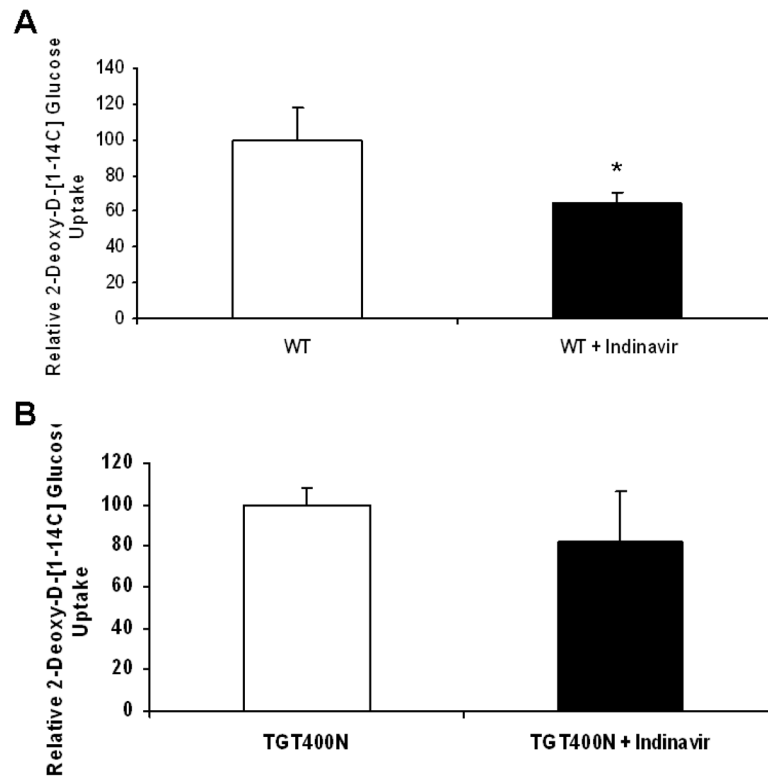 A
Relative 2-Deoxy-D-[1-14C] Glucose
Uptake
140
120
100
80
60
40
20
0
*
WT
WT + Indinavir
B
Relative 2-Deoxy-D-[1-14C] Glucose
Uptake
120
100
80
60
40
20
0
TGT400N
TGT400N + Indinavir